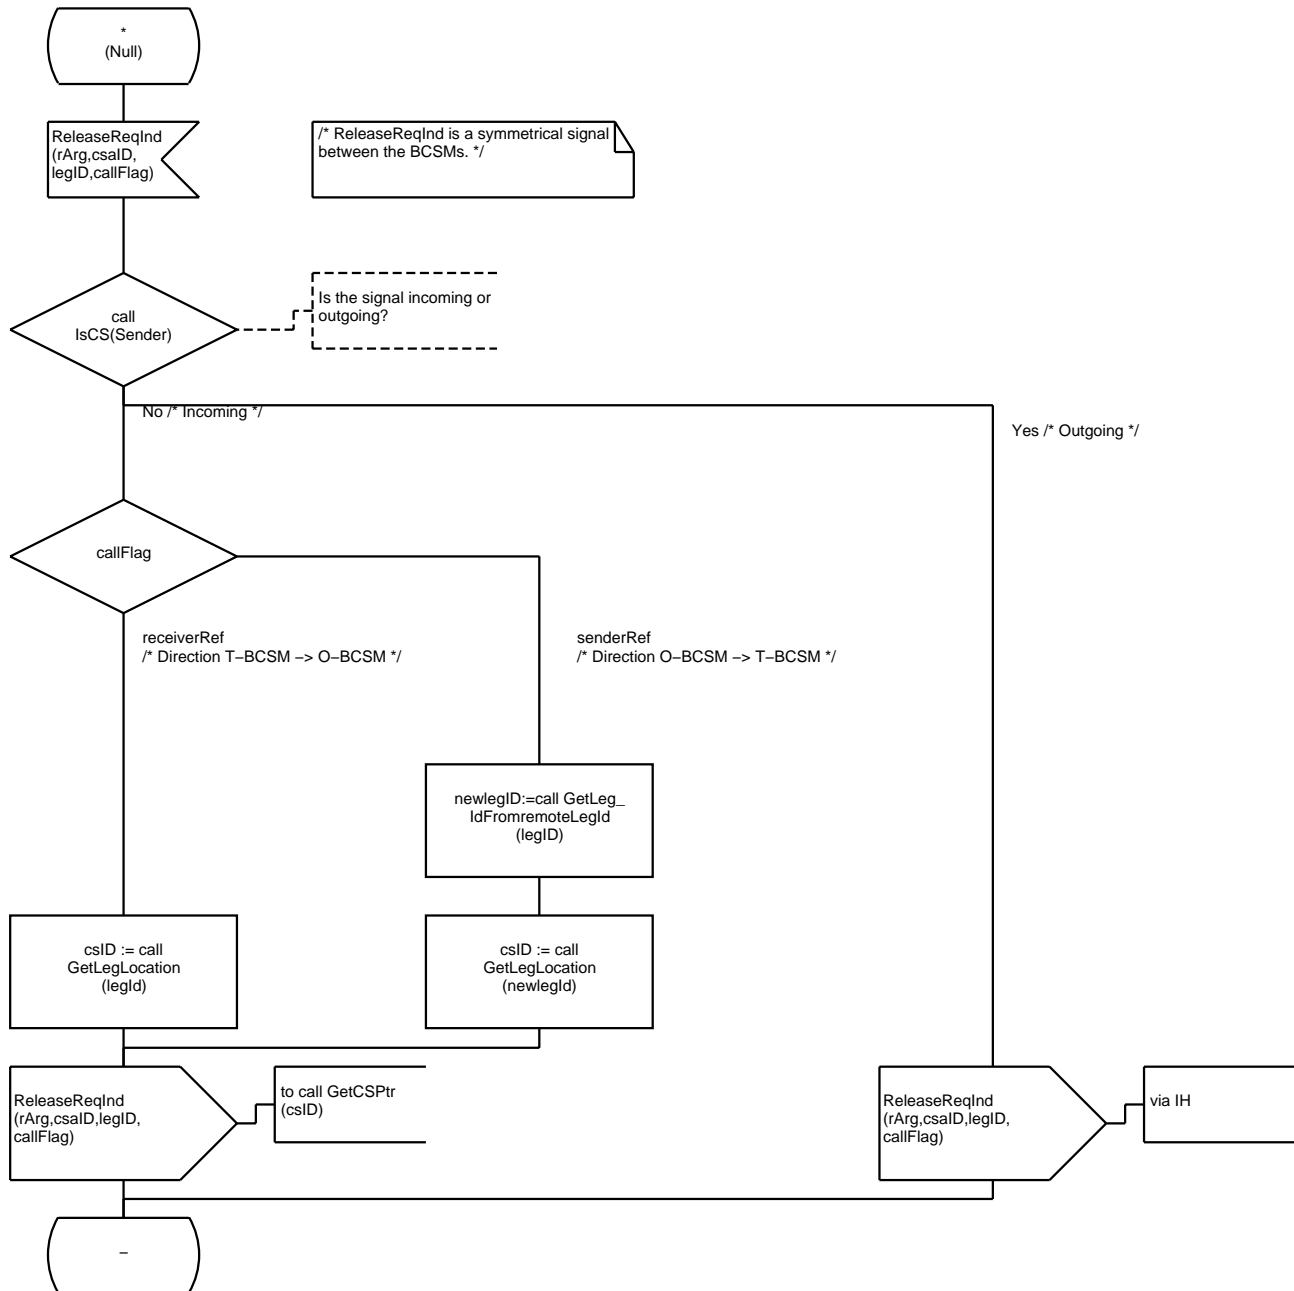 *
(Null)
ReleaseReqInd
(rArg,csaID,
legID,callFlag)
/* ReleaseReqInd is a symmetrical signal
between the BCSMs. */
call
IsCS(Sender)
Is the signal incoming or
outgoing?
No /* Incoming */
Yes /* Outgoing */
callFlag
receiverRef
/* Direction T−BCSM −> O−BCSM */
senderRef
/* Direction O−BCSM −> T−BCSM */
newlegID:=call GetLeg_
IdFromremoteLegId
(legID)
csID := call
GetLegLocation
(legId)
csID := call
GetLegLocation
(newlegId)
ReleaseReqInd
(rArg,csaID,legID,
callFlag)
to call GetCSPtr
(csID)
ReleaseReqInd
(rArg,csaID,legID,
callFlag)
via IH
−